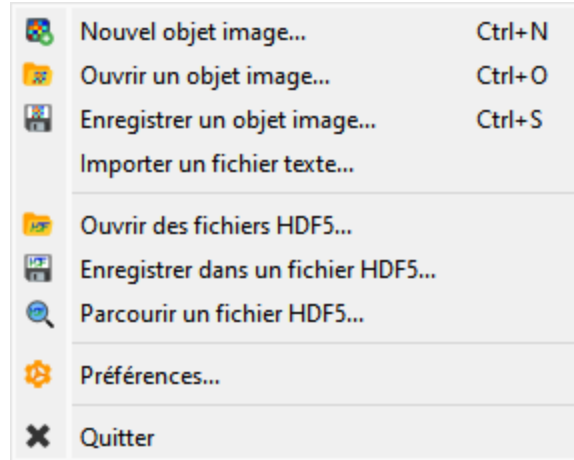 Nouvel objet image... Ctrl+N
Ouvrir un objet image... Ctrl+O
Enregistrer un objet image... Ctrl+S
Importer un fichier texte...
Ouvrir des fichiers HDF5...
Enregistrer dans un fichier HDF5...
Parcourir un fichier HDF5...
Préférences...
Quitter